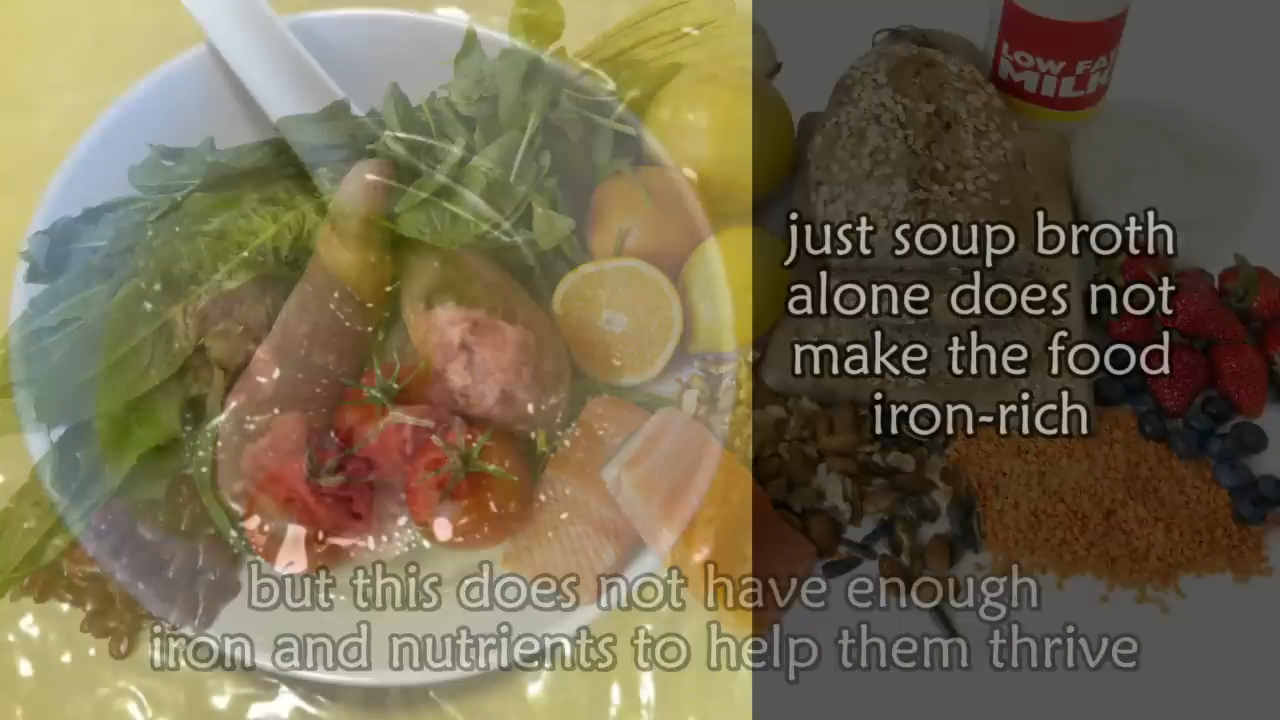 LOW FAT
MILK
just soup broth
alone does not
make the food
iron-rich
but this does not have enough
iron and nutrients to help them thrive